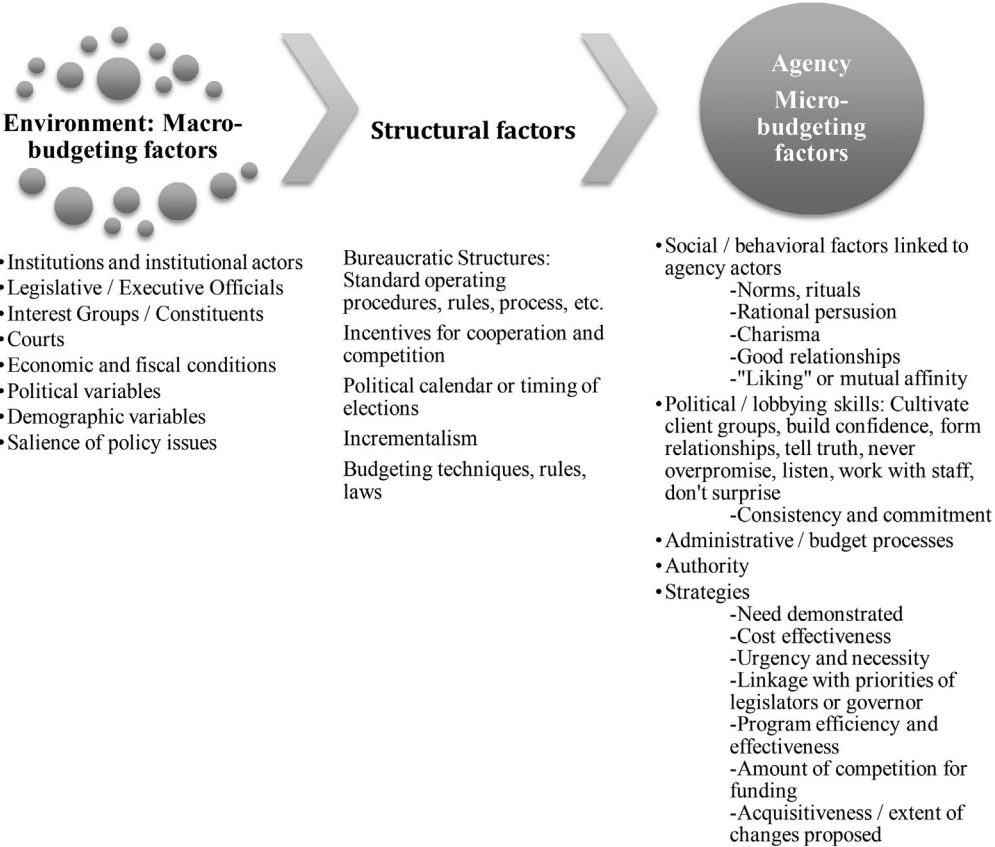 Environment: Macro-
budgeting factors
•Institutions and institutional actors
•Legislative / Executive Officials
•Interest Groups / Constituents
•Courts
•Economic and fiscal conditions
•Political variables
•Demographic variables
•Salience of policy issues
Structural factors
Bureaucratic Structures:
Standard operating
procedures, rules, process, etc.
Incentives for cooperation and
competition
Political calendar or timing of
elections
Incrementalism
Budgeting techniques, rules,
laws
Agency
Micro-
budgeting
factors
•Social / behavioral factors linked to
agency actors
-Norms, rituals
-Rational persusion
-Charisma
-Good relationships
-"Liking" or mutual affinity
•Political / lobbying skills: Cultivate
client groups, build confidence, form
relationships, tell truth, never
overpromise, listen, work with staff,
don't surprise
-Consistency and commitment
•Administrative / budget processes
•Authority
•Strategies
-Need demonstrated
-Cost effectiveness
-Urgency and necessity
-Linkage with priorities of
legislators or governor
-Program efficiency and
effectiveness
-Amount of competition for
funding
-Acquisitiveness / extent of
changes proposed